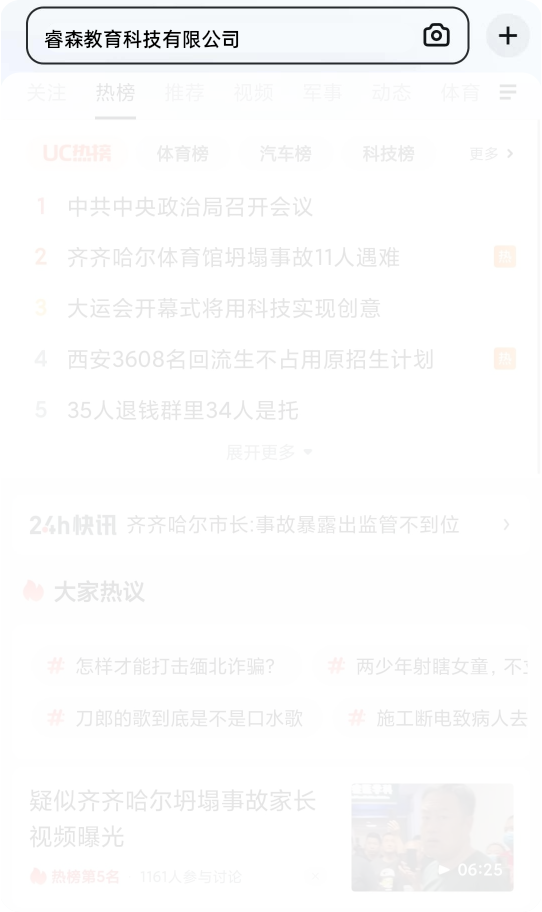 睿森教育科技有限公司
关注 热榜 推荐 视频 军事 动态 体育
UC热榜 体育榜 汽车榜 科技榜 更多
1 中共中央政治局召开会议
2 齐齐哈尔体育馆坍塌事故11人遇难 热
3 大运会开幕式将用科技实现创意
4 西安3608名回流生不占用原招生计划 热
5 35人退钱群里34人是托
展开更多
24h快讯 齐齐哈尔市长:事故暴露出监管不到位
大家热议
# 怎样才能打击缅北诈骗? # 两少年射瞎女童,不
# 刀郎的歌到底是不是口水歌 # 施工断电致病人去
疑似齐齐哈尔坍塌事故家长
视频曝光
06:25
热榜第5名 1161人参与讨论